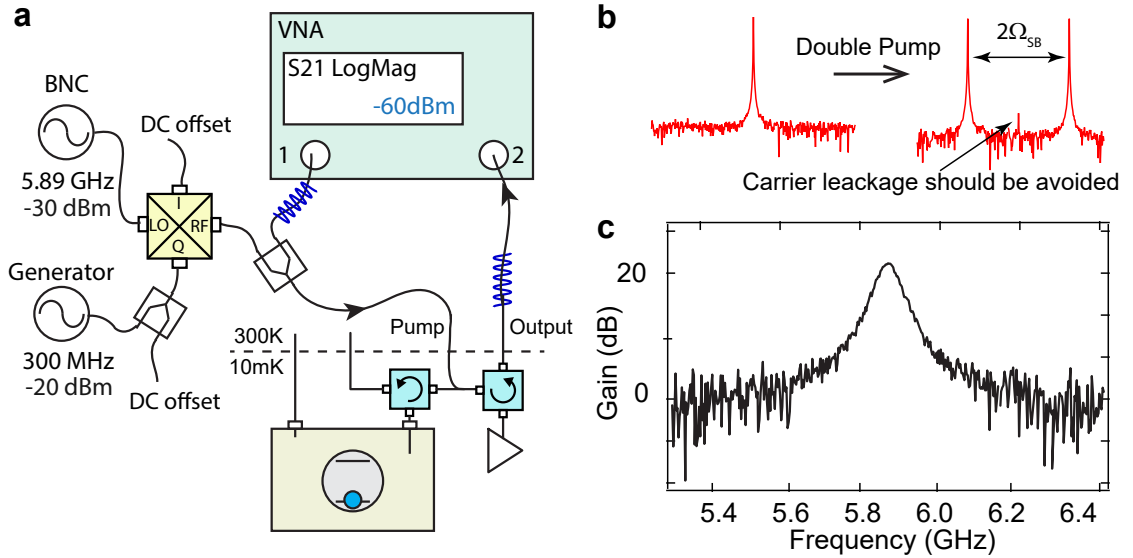 a
VNA
S21 LogMag
-60dBm
1
2
BNC
5.89 GHz
-30 dBm
DC offset
I
LO
RF
Q
Generator
300 MHz
-20 dBm
DC offset
300K
10mK
Pump
Output
b
Double Pump
2Ω_SB
Carrier leackage should be avoided
c
Gain (dB)
20
0
5.4
5.6
5.8
6.0
6.2
6.4
Frequency (GHz)